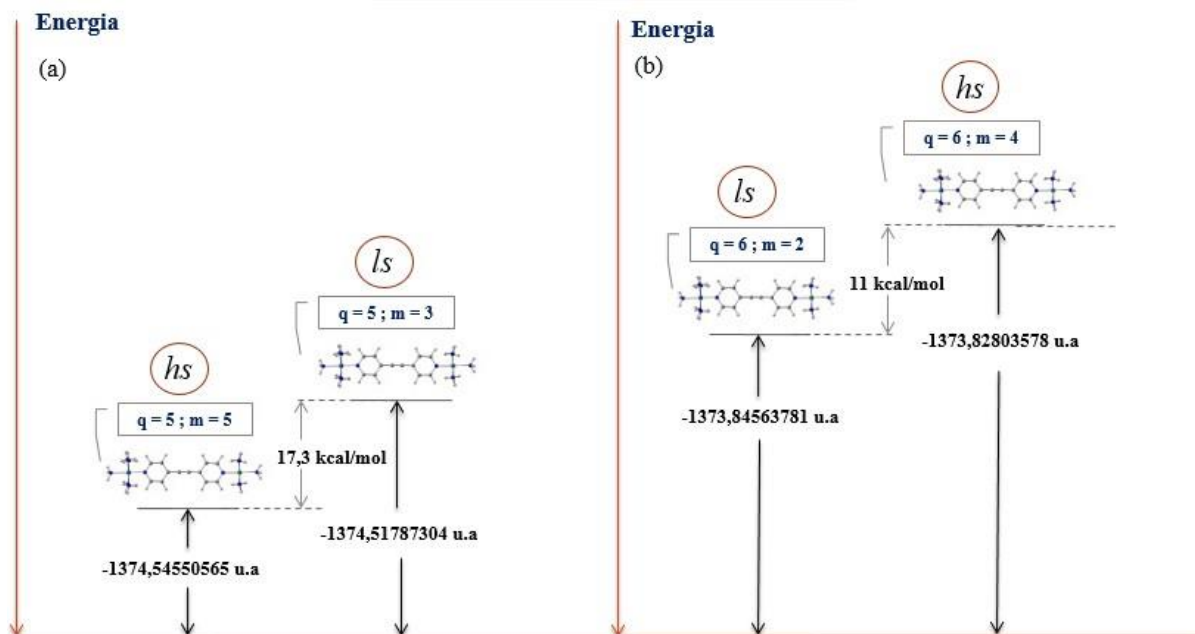 Energia
(a)
hs
q = 5 ; m = 5
-1374,54550565 u.a
17,3 kcal/mol
ls
q = 5 ; m = 3
-1374,51787304 u.a
Energia
(b)
ls
q = 6 ; m = 2
-1373,84563781 u.a
11 kcal/mol
hs
q = 6 ; m = 4
-1373,82803578 u.a